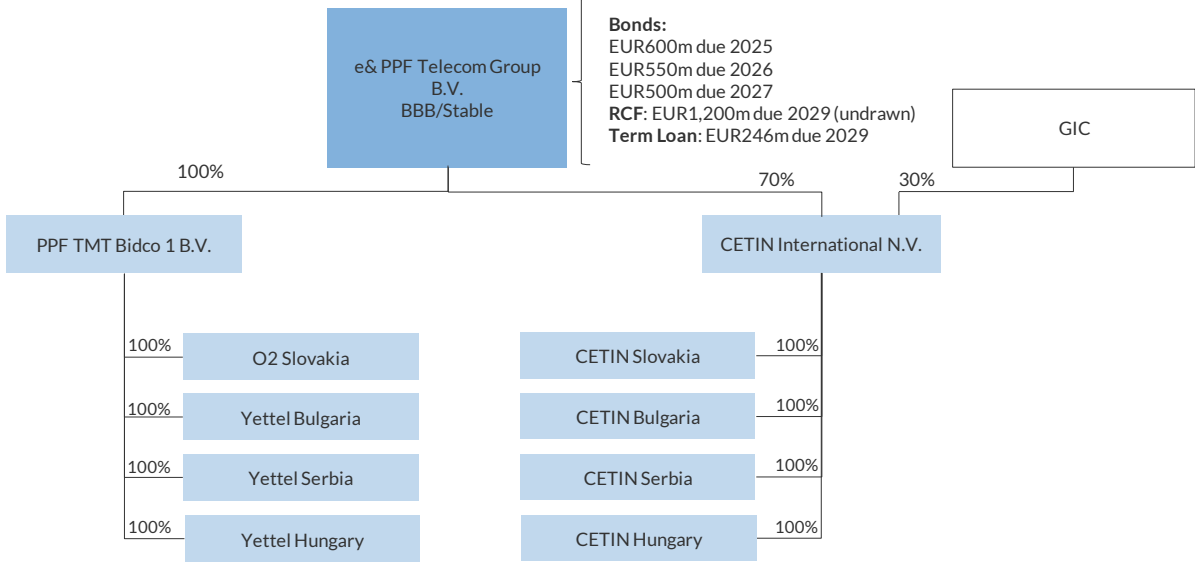 e& PPF Telecom Group
B.V.
BBB/Stable
Bonds:
EUR600m due 2025
EUR550m due 2026
EUR500m due 2027
RCF: EUR1,200m due 2029 (undrawn)
Term Loan: EUR246m due 2029
GIC
100%
70%
30%
PPF TMT Bidco 1 B.V.
CETIN International N.V.
100%
O2 Slovakia
100%
Yettel Bulgaria
100%
Yettel Serbia
100%
Yettel Hungary
CETIN Slovakia
100%
CETIN Bulgaria
100%
CETIN Serbia
100%
CETIN Hungary
100%